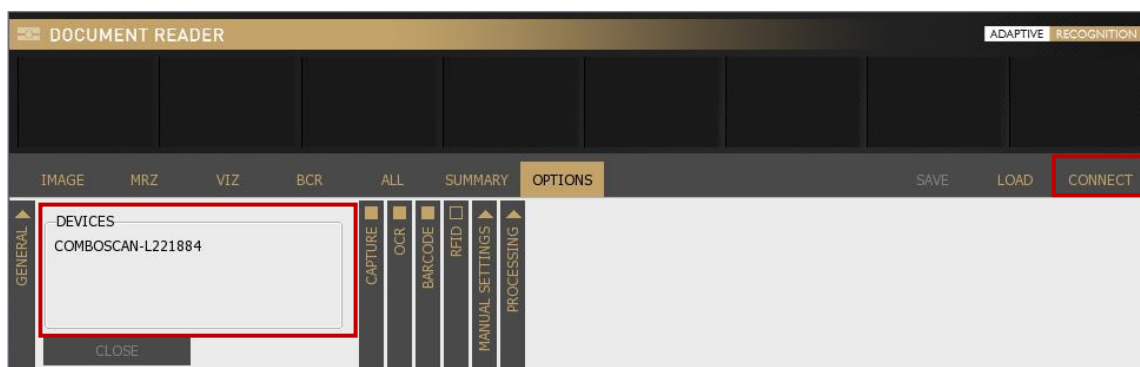 DOCUMENT READER
ADAPTIVE RECOGNITION
IMAGE MRZ VIZ BCR ALL SUMMARY OPTIONS SAVE LOAD CONNECT
GENERAL
DEVICES
COMBOSCAN-L221884
CLOSE
CAPTURE
OCR
BARCODE
RFID
MANUAL SETTINGS
PROCESSING